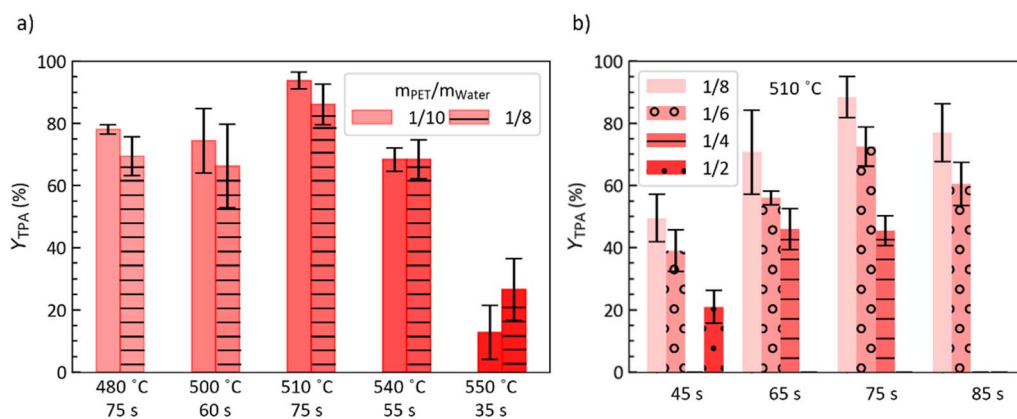 a)
b)
100
80
60
40
20
0
Y_TPA (%)
m_PET/m_Water
1/10
1/8
480 °C
500 °C
510 °C
540 °C
550 °C
75 s
60 s
75 s
55 s
35 s
100
80
60
40
20
0
Y_TPA (%)
1/8
1/6
1/4
1/2
510 °C
45 s
65 s
75 s
85 s